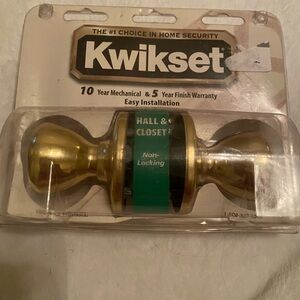 THE #1 CHOICE IN HOME SECURITY
Kwikset
10 Year Mechanical & 5 Year Finish Warranty
Easy Installation
HALL &
CLOSET
Non-
Locking